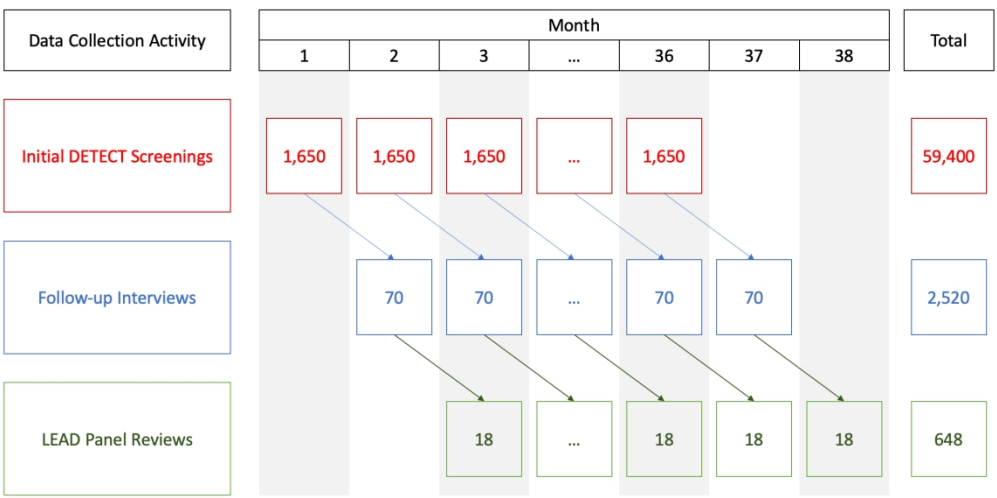 Data Collection Activity
Month
Total
1 2 3 ... 36 37 38
Initial DETECT Screenings 1,650 1,650 1,650 ... 1,650 59,400
Follow-up Interviews 70 70 ... 70 70 2,520
LEAD Panel Reviews 18 ... 18 18 18 648